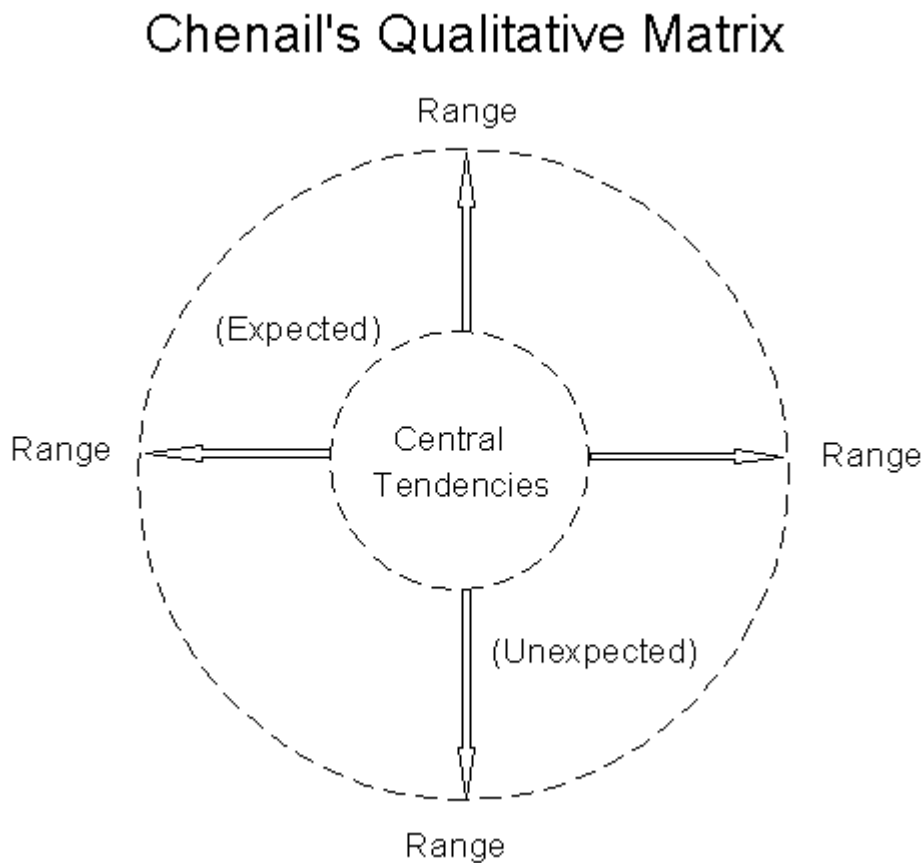 Chenail's Qualitative Matrix
Range
(Expected)
Range
Central
Tendencies
Range
(Unexpected)
Range